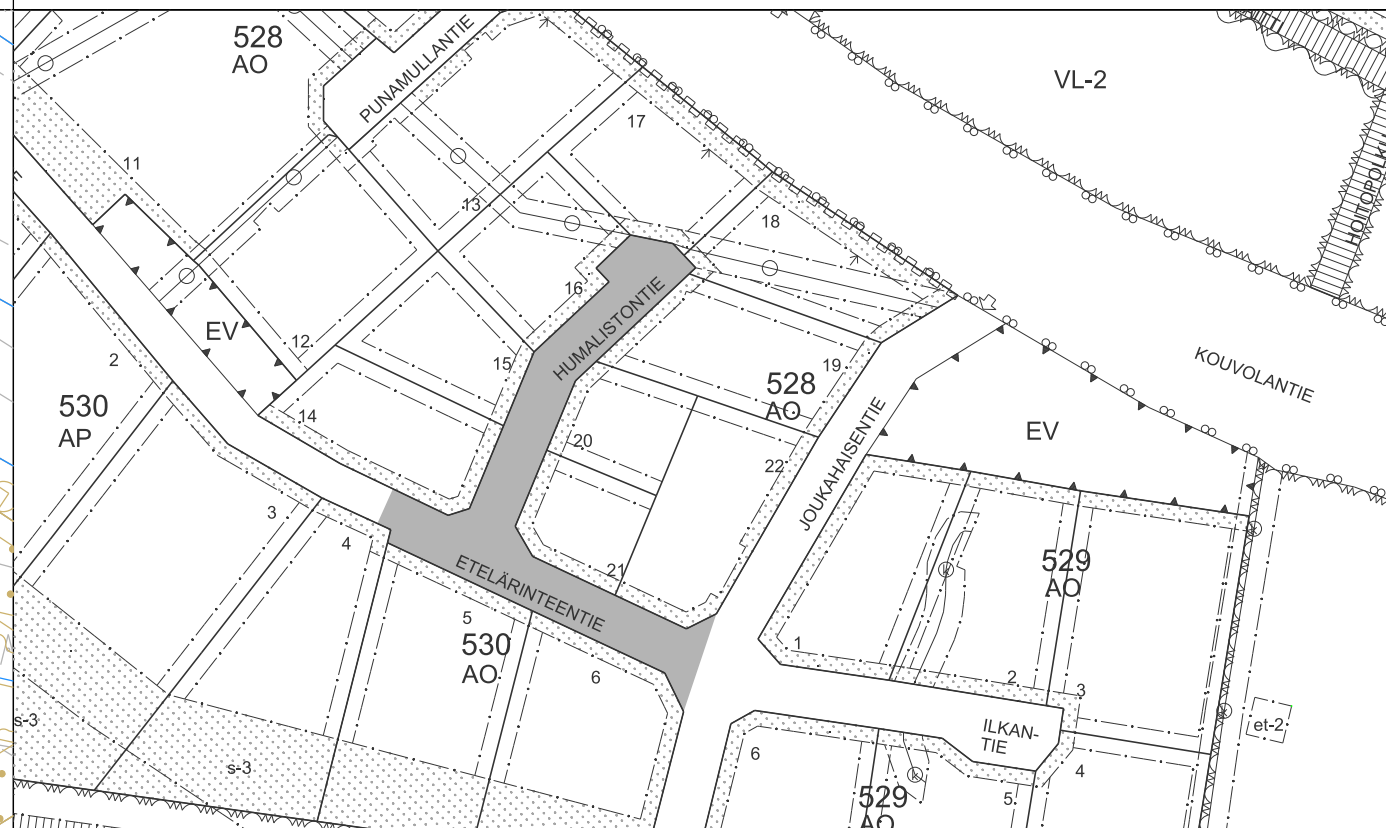 528
AO
PUNAMULLANTIE
VL-2
HOITOPOLKU
17
11
13
18
16
HUMALISTONTIE
EV
12
2
15
19
528
AO
KOUVOLANTIE
530
AP
14
JOUKAHAISENTIE
EV
20
22
3
4
ETELÄRINTEENTIE
21
529
AO
5
530
AO
6
1
2
3
s-3
ILKAN-
TIE
et-2
s-3
6
4
5
529
AO